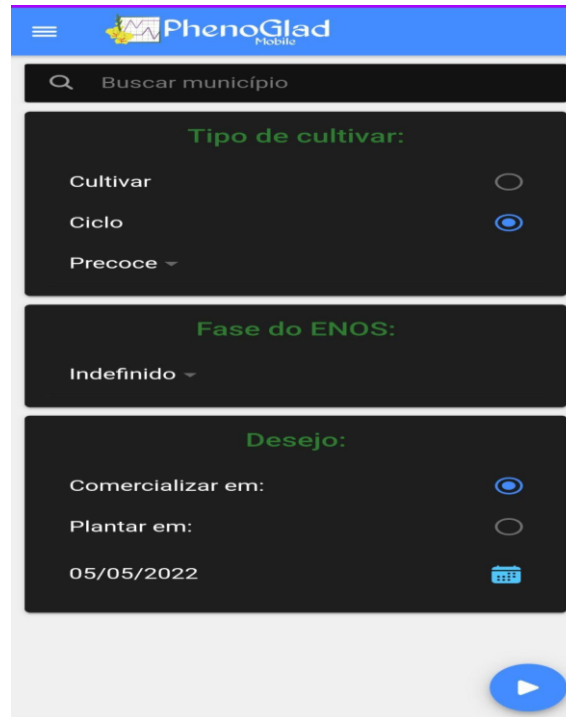 PhenoGlad
Mobile
Buscar município
Tipo de cultivar:
Cultivar
Ciclo
Precoce
Fase do ENOS:
Indefinido
Desejo:
Comercializar em:
Plantar em:
05/05/2022